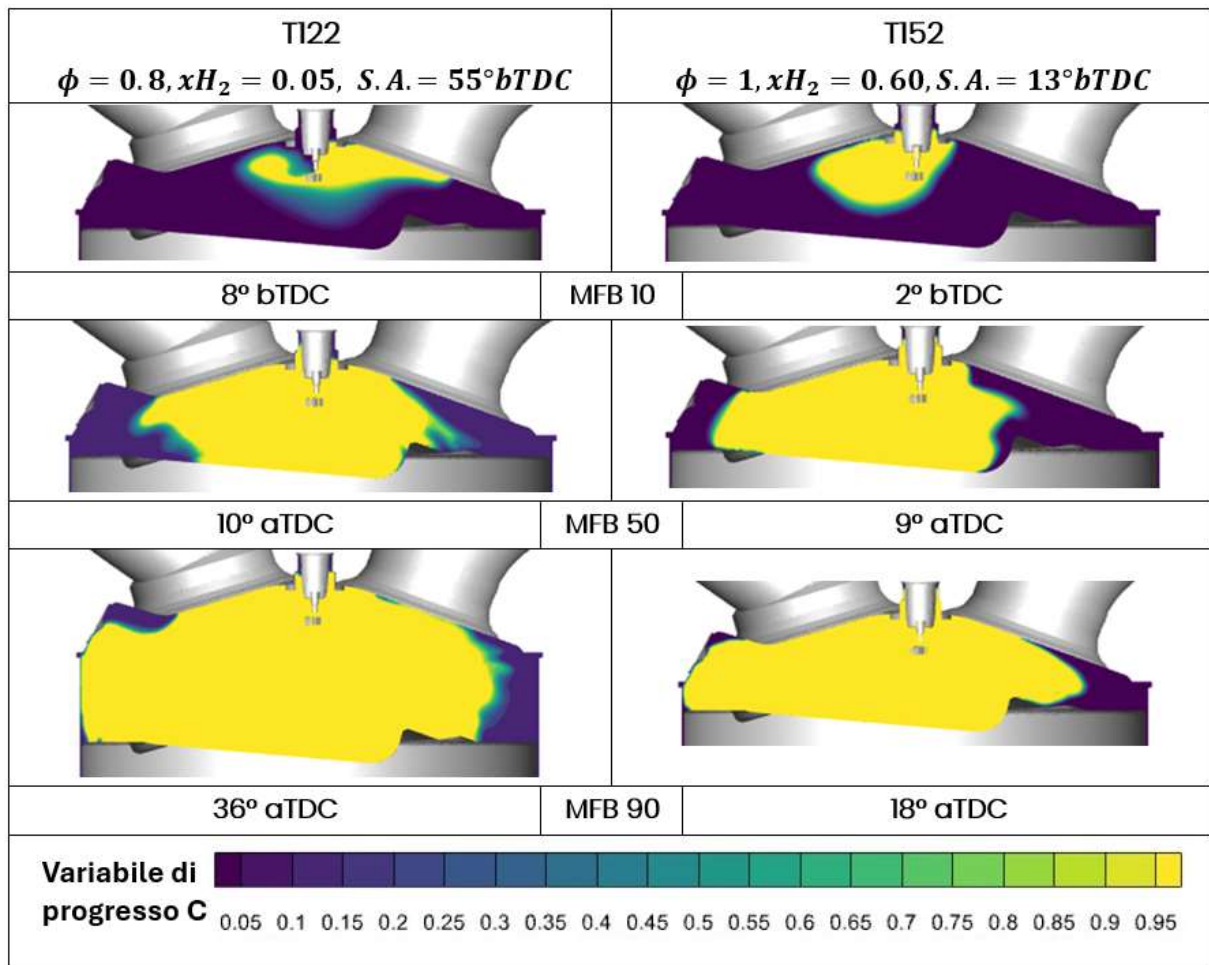 T122
T152
ϕ = 0.8, xH₂ = 0.05, S.A. = 55°bTDC
ϕ = 1, xH₂ = 0.60, S.A. = 13°bTDC
8° bTDC
MFB 10
2° bTDC
10° aTDC
MFB 50
9° aTDC
36° aTDC
MFB 90
18° aTDC
Variabile di
progresso C
0.05 0.1 0.15 0.2 0.25 0.3 0.35 0.4 0.45 0.5 0.55 0.6 0.65 0.7 0.75 0.8 0.85 0.9 0.95